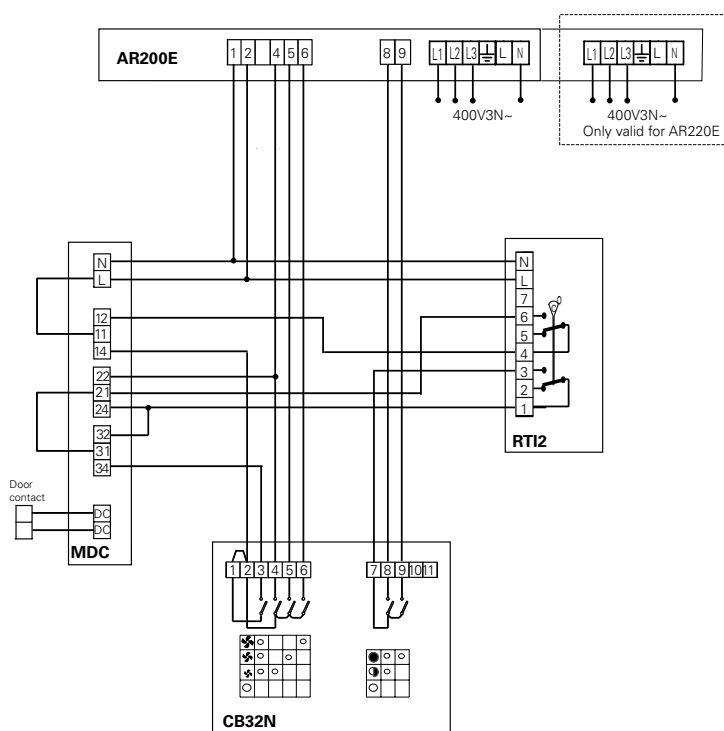 AR200E
1 2 4 5 6
8 9
L1 L2 L3 L N
L1 L2 L3 L N
400V3N~
400V3N~
Only valid for AR220E
N
L
12
11
14
22
21
24
32
31
34
DC
DC
Door
contact
MDC
N
L
7
6
5
4
3
2
1
RTI2
1 2 3 4 5 6
7 8 9 10 11
CB32N